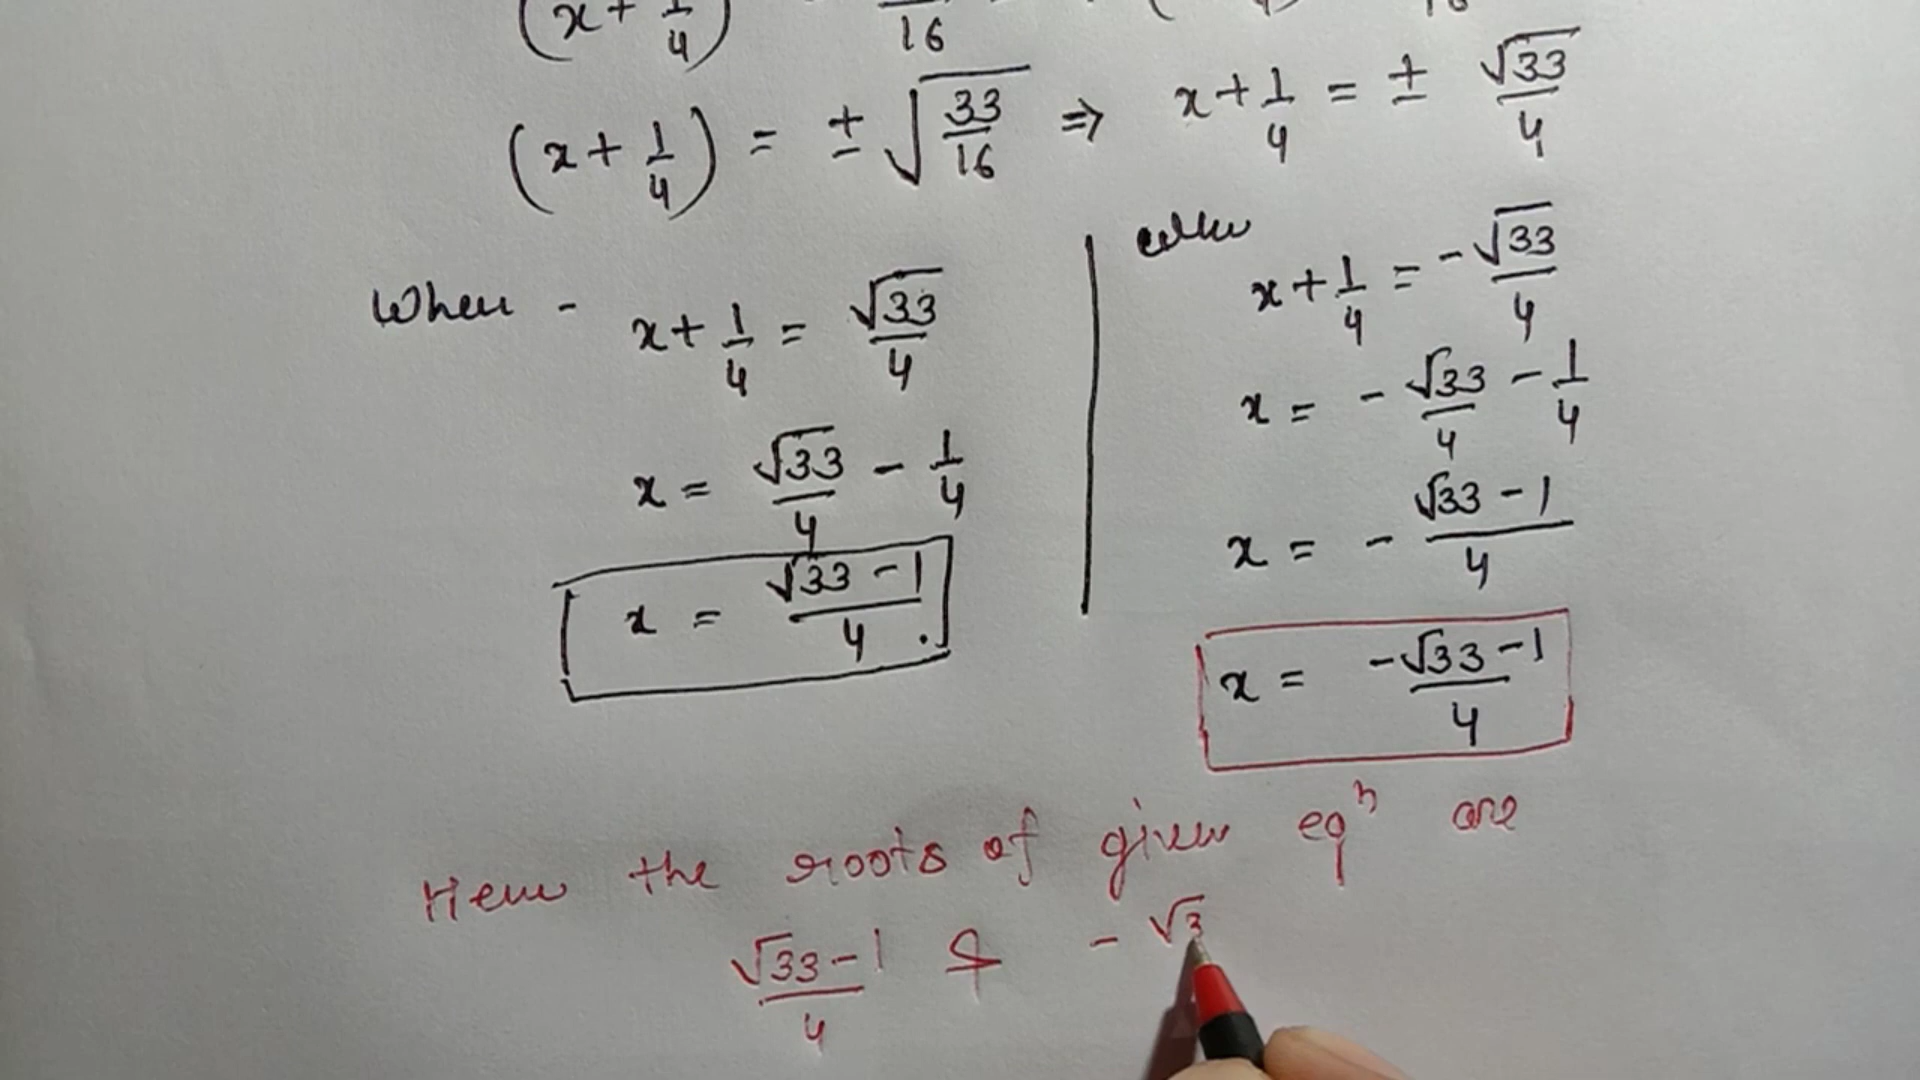 (x + 1/4) 16
(x + 1/4) = ± √(33/16) ⇒ x + 1/4 = ± √33/4
When - x + 1/4 = √33/4
x = √33/4 - 1/4
x = (√33 - 1)/4 .
x + 1/4 = - √33/4
x = - √33/4 - 1/4
x = - (√33 - 1)/4
x = (-√33 - 1)/4
the roots of given eqⁿ are
(√33 - 1)/4 & - √3